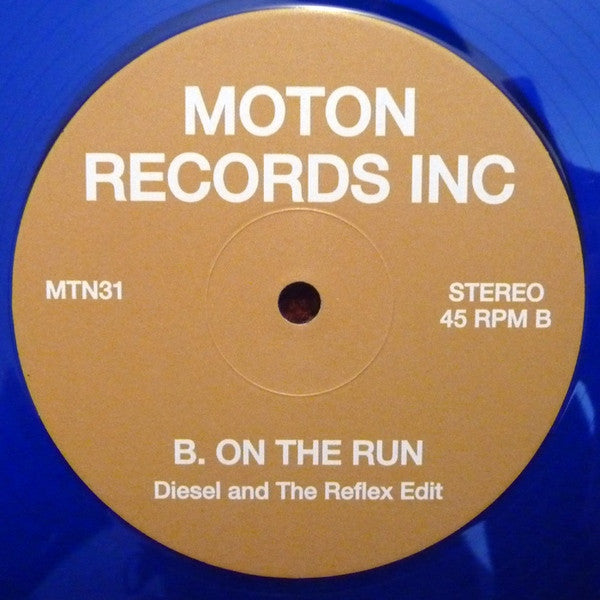 MOTON
RECORDS INC
MTN31
STEREO
45 RPM B
B. ON THE RUN
Diesel and The Reflex Edit